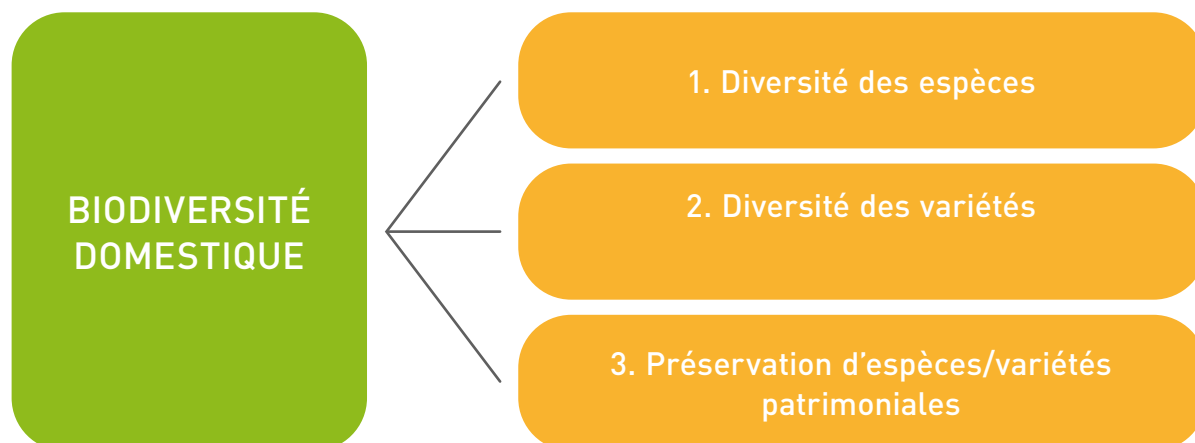 BIODIVERSITÉ
DOMESTIQUE
1. Diversité des espèces
2. Diversité des variétés
3. Préservation d’espèces/variétés
patrimoniales